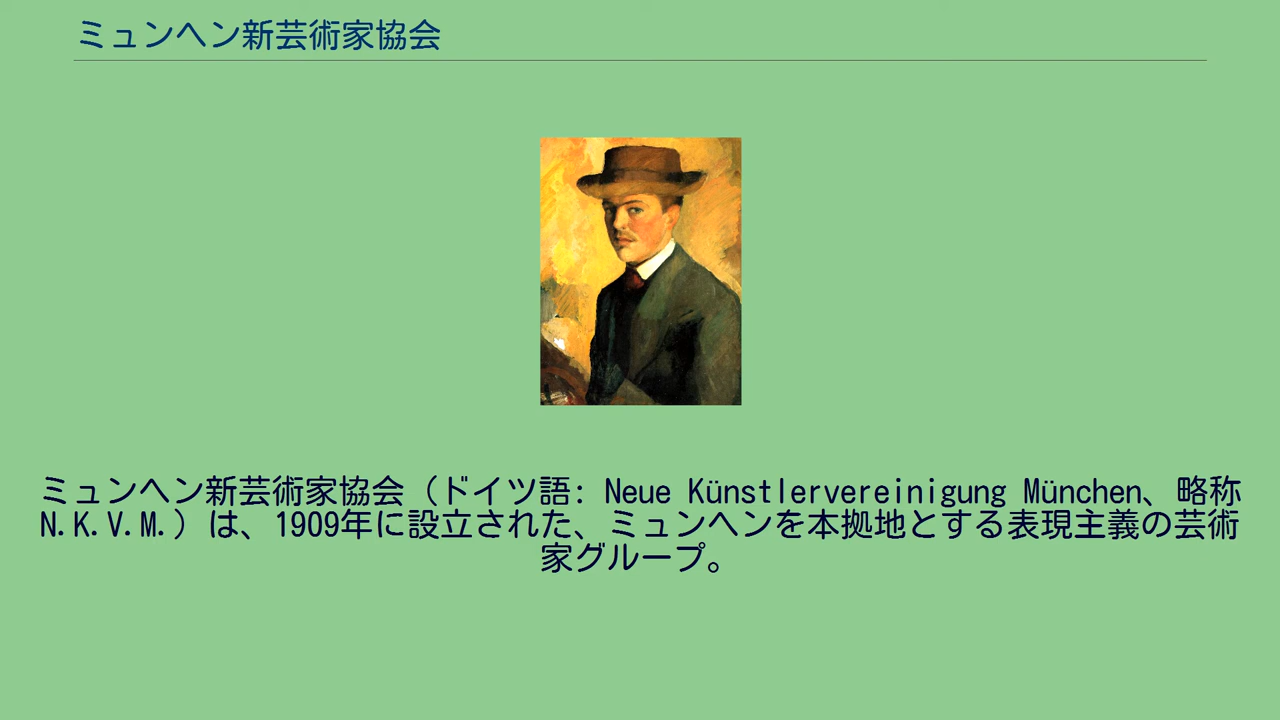 ミュンヘン新芸術家協会
ミュンヘン新芸術家協会（ドイツ語: Neue Künstlervereinigung München、略称
N.K.V.M.）は、1909年に設立された、ミュンヘンを本拠地とする表現主義の芸術
家グループ。